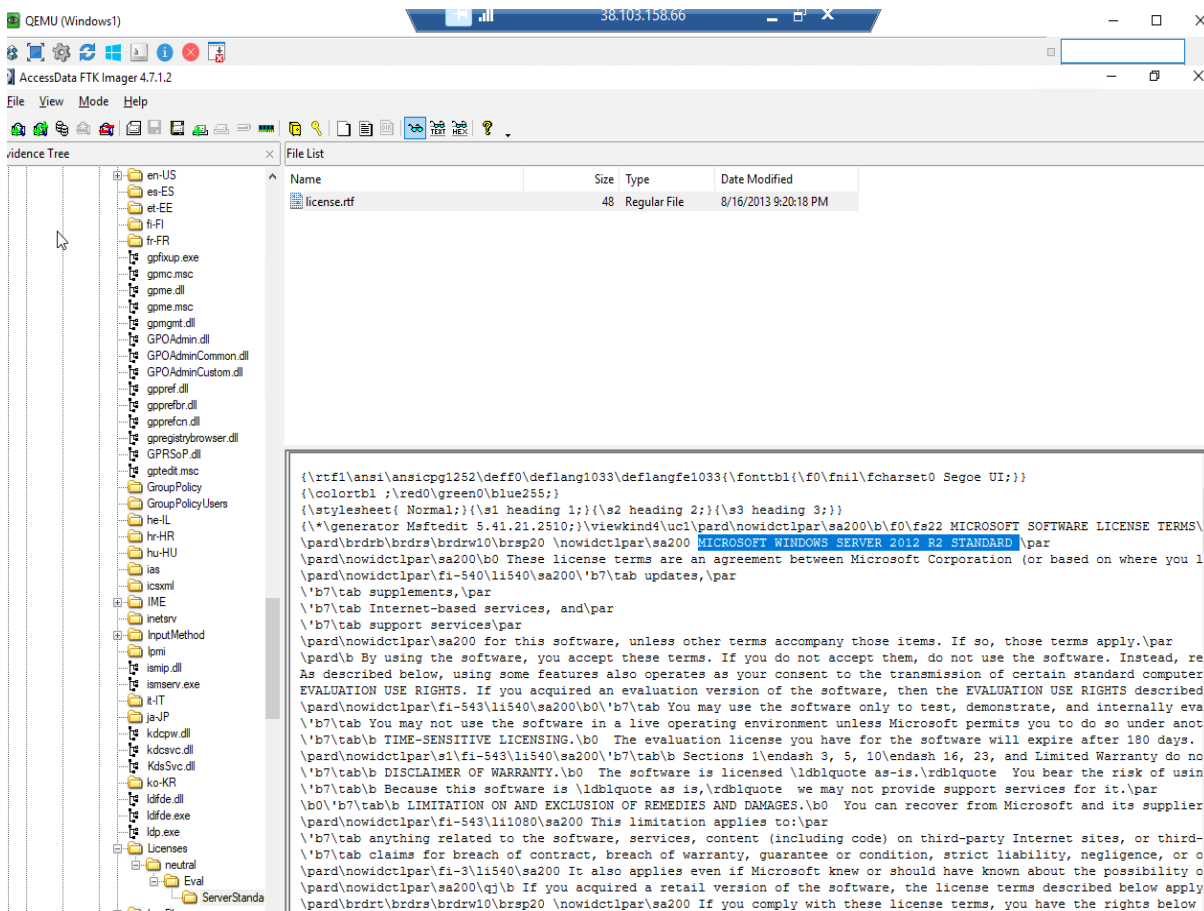 QEMU (Windows1)
38.103.158.66
AccessData FTK Imager 4.7.1.2
File View Mode Help
TEXT HEX ?
vidence Tree
File List
Name Size Type Date Modified
license.rtf 48 Regular File 8/16/2013 9:20:18 PM
en-US
es-ES
et-EE
fi-FI
fr-FR
gpfixup.exe
gpmc.msc
gpme.dll
gpme.msc
gpmgmt.dll
GPOAdmin.dll
GPOAdminCommon.dll
GPOAdminCustom.dll
gppref.dll
gpprefbr.dll
gpprefcn.dll
gpregistrybrowser.dll
GPRSoP.dll
gptedit.msc
GroupPolicy
GroupPolicyUsers
he-IL
hr-HR
hu-HU
ias
icsxml
IME
inetsrv
InputMethod
Ipmi
ismip.dll
ismserv.exe
it-IT
ja-JP
kdcpw.dll
kdcsvc.dll
KdsSvc.dll
ko-KR
ldifde.dll
ldifde.exe
ldp.exe
Licenses
neutral
Eval
ServerStanda
{\rtf1\ansi\ansicpg1252\deff0\deflang1033\deflangfe1033{\fonttbl{\f0\fnil\fcharset0 Segoe UI;}}
{\colortbl ;\red0\green0\blue255;}
{\stylesheet{ Normal;}{\s1 heading 1;}{\s2 heading 2;}{\s3 heading 3;}}
{\*\generator Msftedit 5.41.21.2510;}\viewkind4\uc1\pard\nowidctlpar\sa200\b\f0\fs22 MICROSOFT SOFTWARE LICENSE TERMS\
\pard\brdrb\brdrs\brdrw10\brsp20 \nowidctlpar\sa200 MICROSOFT WINDOWS SERVER 2012 R2 STANDARD \par
\pard\nowidctlpar\sa200\b0 These license terms are an agreement between Microsoft Corporation (or based on where you l
\pard\nowidctlpar\fi-540\li540\sa200\'b7\tab updates,\par
\'b7\tab supplements,\par
\'b7\tab Internet-based services, and\par
\'b7\tab support services\par
\pard\nowidctlpar\sa200 for this software, unless other terms accompany those items. If so, those terms apply.\par
\pard\b By using the software, you accept these terms. If you do not accept them, do not use the software. Instead, re
As described below, using some features also operates as your consent to the transmission of certain standard computer
EVALUATION USE RIGHTS. If you acquired an evaluation version of the software, then the EVALUATION USE RIGHTS described
\pard\nowidctlpar\fi-543\li540\sa200\b0\'b7\tab You may use the software only to test, demonstrate, and internally eva
\'b7\tab You may not use the software in a live operating environment unless Microsoft permits you to do so under anot
\'b7\tab\b TIME-SENSITIVE LICENSING.\b0  The evaluation license you have for the software will expire after 180 days.
\pard\nowidctlpar\s1\fi-543\li540\sa200\'b7\tab\b Sections 1\endash 3, 5, 10\endash 16, 23, and Limited Warranty do no
\'b7\tab\b DISCLAIMER OF WARRANTY.\b0  The software is licensed \ldblquote as-is.\rdblquote  You bear the risk of usin
\'b7\tab\b Because this software is \ldblquote as is,\rdblquote  we may not provide support services for it.\par
\b0\'b7\tab\b LIMITATION ON AND EXCLUSION OF REMEDIES AND DAMAGES.\b0  You can recover from Microsoft and its supplier
\pard\nowidctlpar\fi-543\li1080\sa200 This limitation applies to:\par
\'b7\tab anything related to the software, services, content (including code) on third-party Internet sites, or third-
\'b7\tab claims for breach of contract, breach of warranty, guarantee or condition, strict liability, negligence, or o
\pard\nowidctlpar\fi-3\li540\sa200 It also applies even if Microsoft knew or should have known about the possibility o
\pard\nowidctlpar\sa200\qj\b If you acquired a retail version of the software, the license terms described below apply
\pard\brdrt\brdrs\brdrw10\brsp20 \nowidctlpar\sa200 If you comply with these license terms, you have the rights below